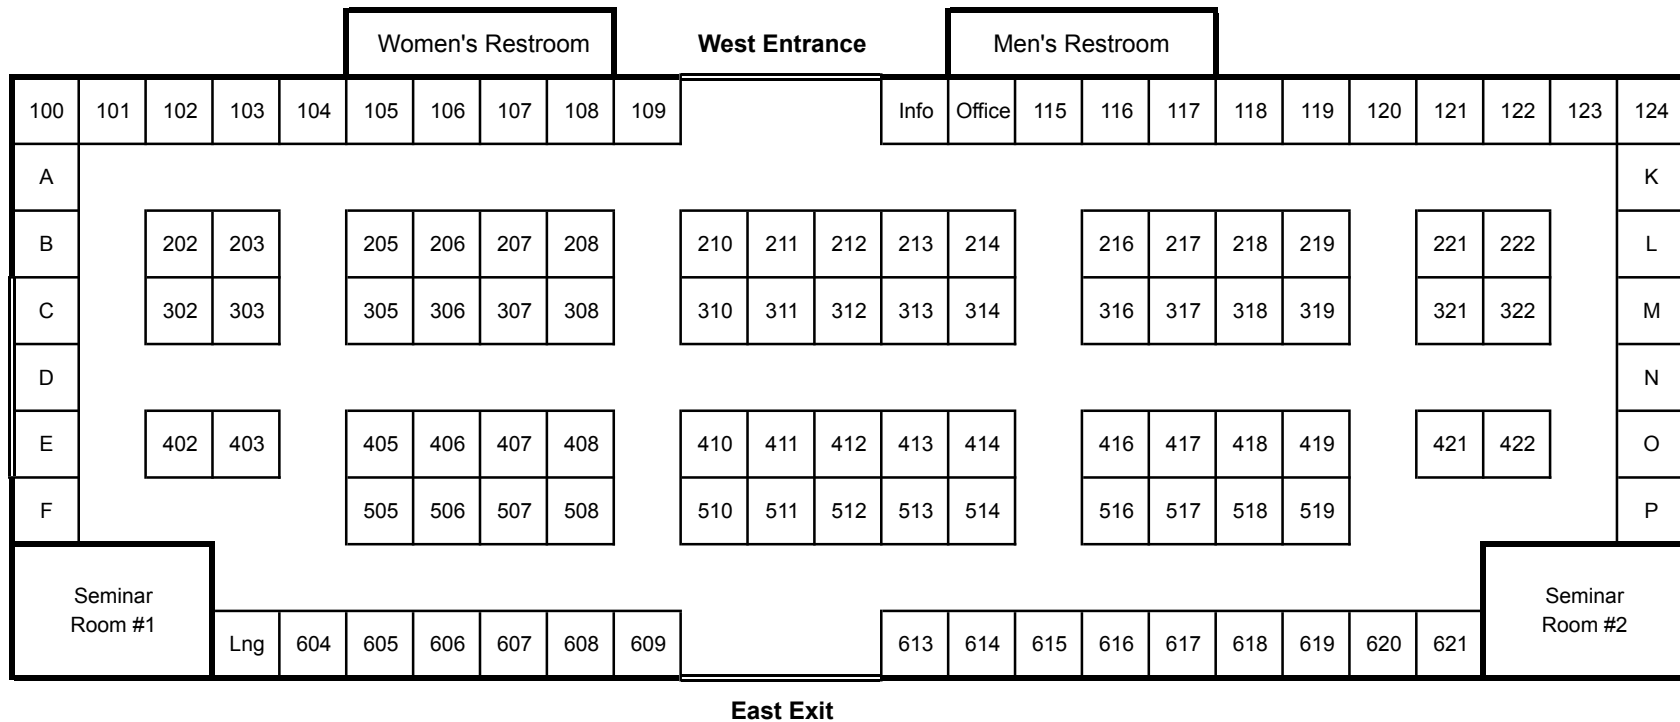 Women's Restroom West Entrance Men's Restroom
100 101 102 103 104 105 106 107 108 109 Info Office 115 116 117 118 119 120 121 122 123 124
A K
B 202 203 205 206 207 208 210 211 212 213 214 216 217 218 219 221 222 L
C 302 303 305 306 307 308 310 311 312 313 314 316 317 318 319 321 322 M
D N
E 402 403 405 406 407 408 410 411 412 413 414 416 417 418 419 421 422 O
F 505 506 507 508 510 511 512 513 514 516 517 518 519 P
Seminar
Room #1
Seminar
Room #2
Lng 604 605 606 607 608 609 613 614 615 616 617 618 619 620 621
East Exit